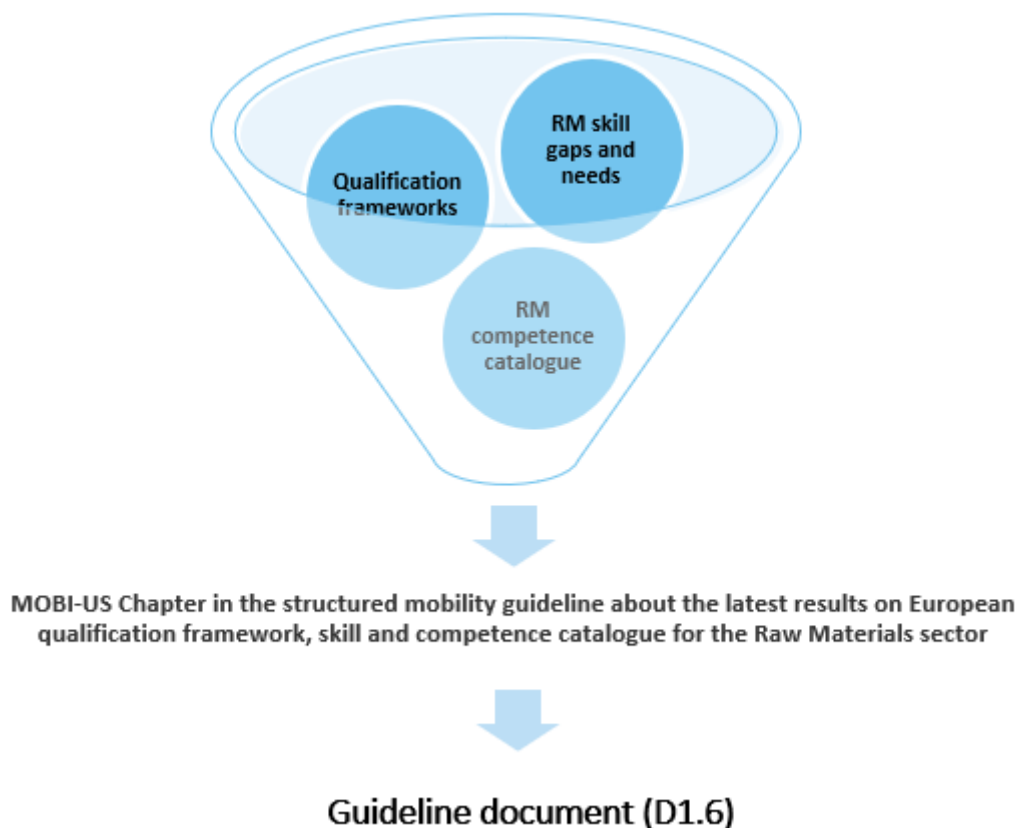 RM skill
gaps and
needs
Qualification
frameworks
RM
competence
catalogue
MOBI-US Chapter in the structured mobility guideline about the latest results on European
qualification framework, skill and competence catalogue for the Raw Materials sector
Guideline document (D1.6)